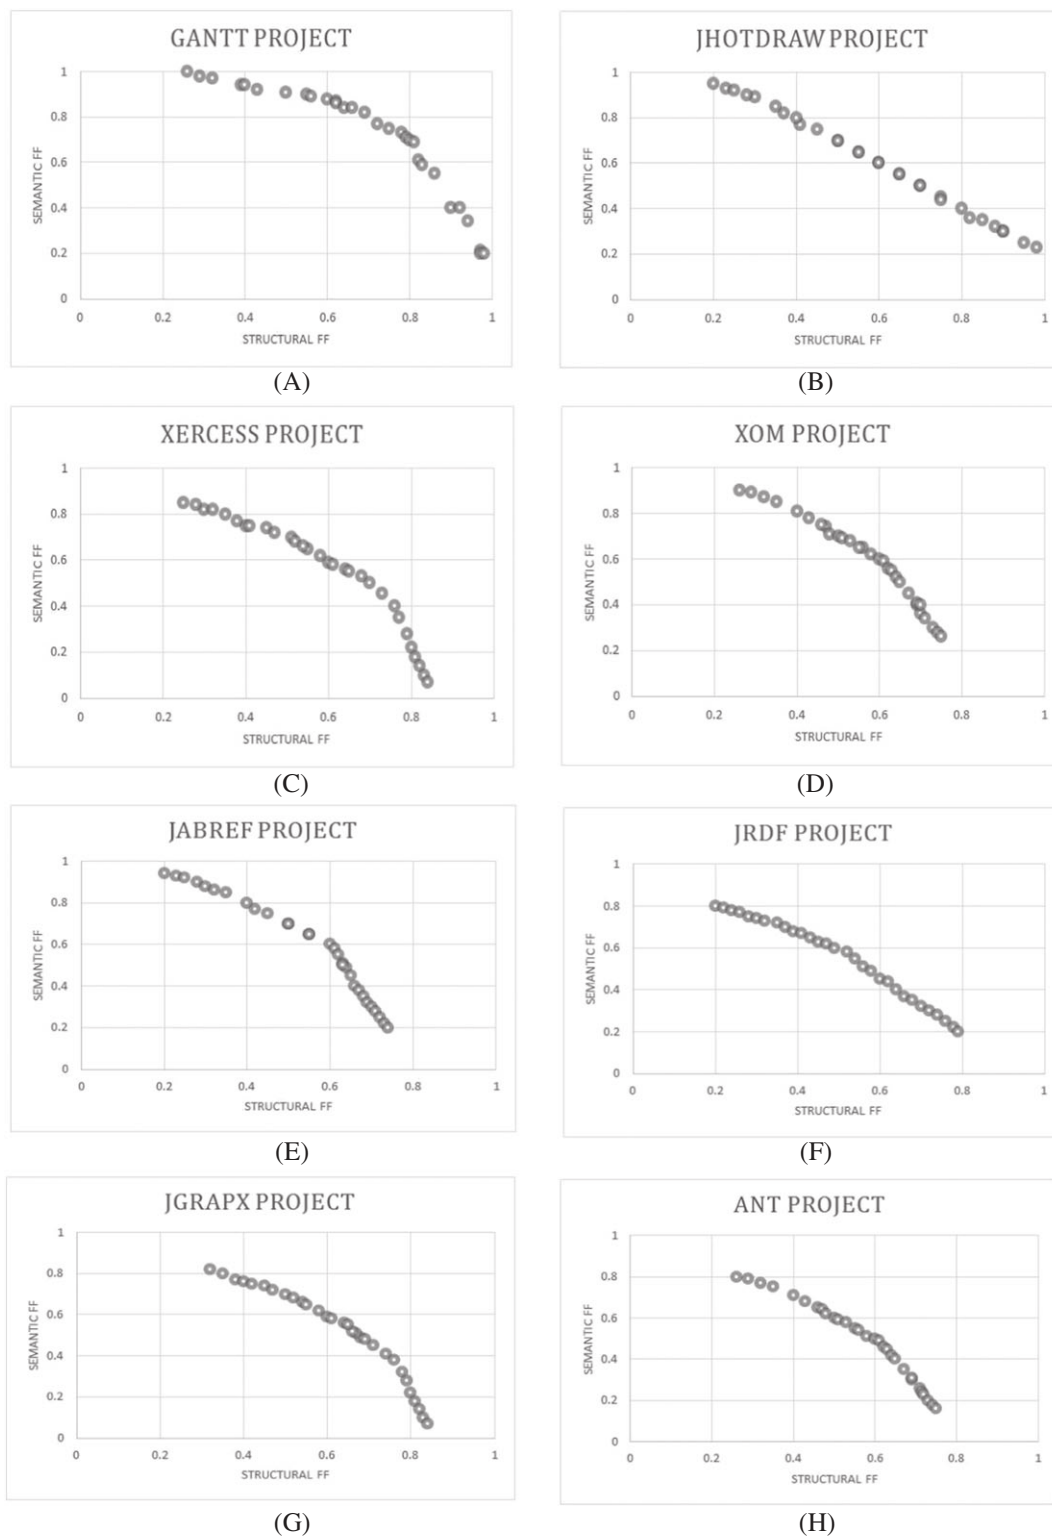 GANTT PROJECT
1
0.8
0.6
0.4
0.2
0
SEMANTIC FF
0 0.2 0.4 0.6 0.8 1
STRUCTURAL FF
(A)
JHOTDRAW PROJECT
1
0.8
0.6
0.4
0.2
0
SEMANTIC FF
0 0.2 0.4 0.6 0.8 1
STRUCTURAL FF
(B)
XERCESS PROJECT
1
0.8
0.6
0.4
0.2
0
SEMANTIC FF
0 0.2 0.4 0.6 0.8 1
STRUCTURAL FF
(C)
XOM PROJECT
1
0.8
0.6
0.4
0.2
0
SEMANTIC FF
0 0.2 0.4 0.6 0.8 1
STRUCTURAL FF
(D)
JABREF PROJECT
1
0.8
0.6
0.4
0.2
0
SEMANTIC FF
0 0.2 0.4 0.6 0.8 1
STRUCTURAL FF
(E)
JRDF PROJECT
1
0.8
0.6
0.4
0.2
0
SEMANTIC FF
0 0.2 0.4 0.6 0.8 1
STRUCTURAL FF
(F)
JGRAPX PROJECT
1
0.8
0.6
0.4
0.2
0
SEMANTIC FF
0 0.2 0.4 0.6 0.8 1
STRUCTURAL FF
(G)
ANT PROJECT
1
0.8
0.6
0.4
0.2
0
SEMANTIC FF
0 0.2 0.4 0.6 0.8 1
STRUCTURAL FF
(H)